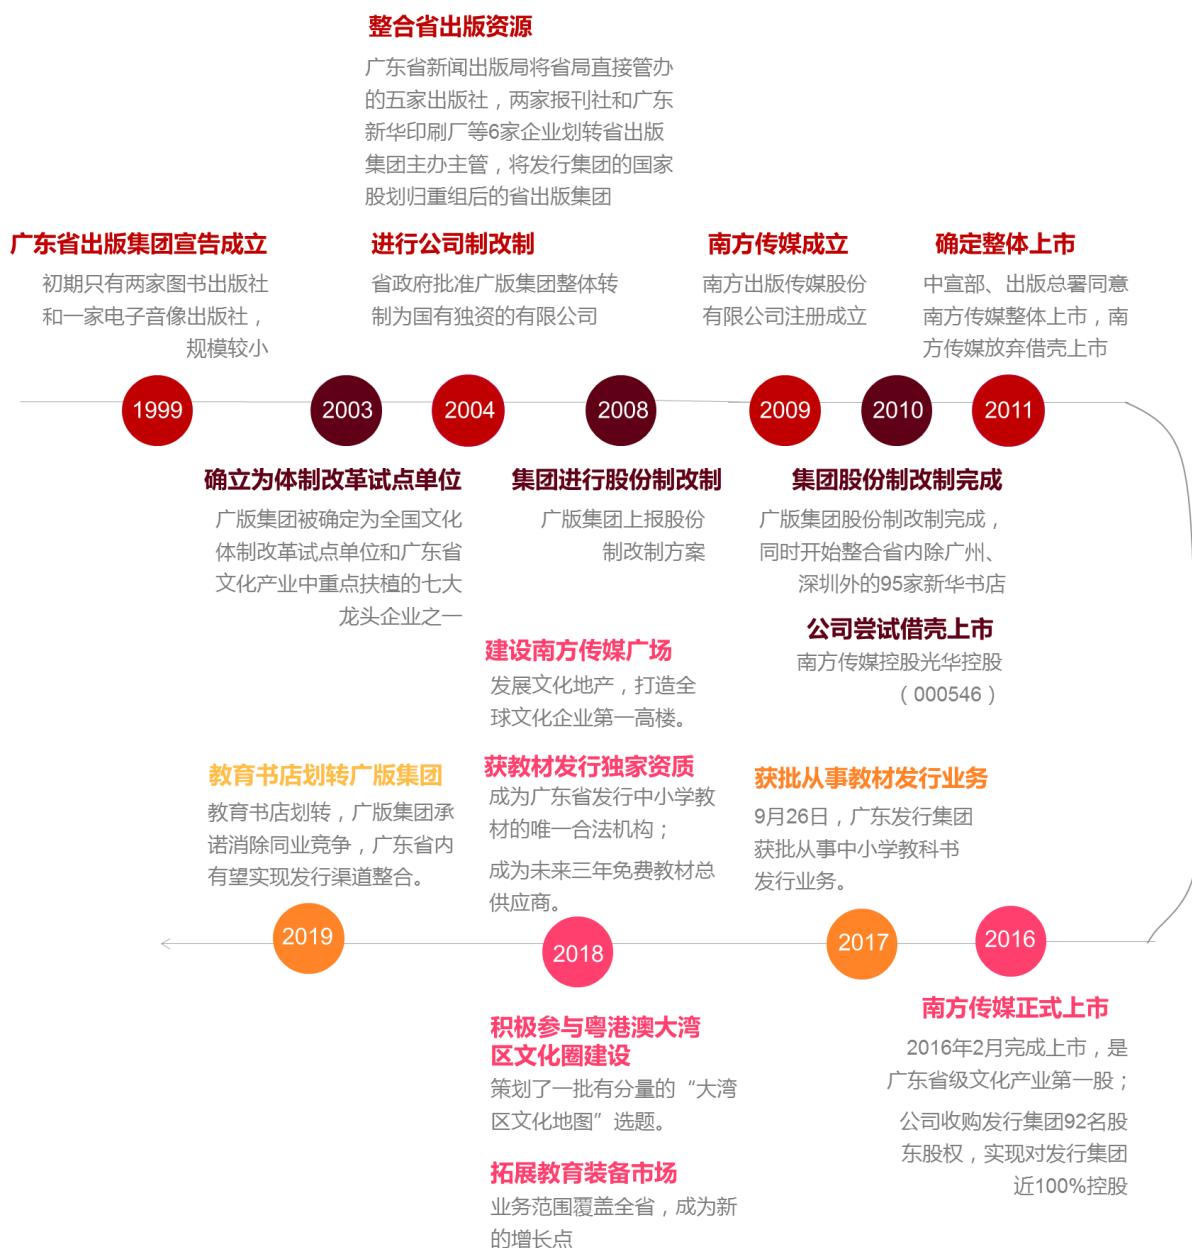 整合省出版资源
广东省新闻出版局将省局直接管办
的五家出版社，两家报刊社和广东
新华印刷厂等6家企业划转省出版
集团主办主管，将发行集团的国家
股划归重组后的省出版集团
广东省出版集团宣告成立
初期只有两家图书出版社
和一家电子音像出版社，
规模较小
进行公司制改制
省政府批准广版集团整体转
制为国有独资的有限公司
南方传媒成立
南方出版传媒股份
有限公司注册成立
确定整体上市
中宣部、出版总署同意
南方传媒整体上市，南
方传媒放弃借壳上市
1999
2003
2004
2008
2009
2010
2011
确立为体制改革试点单位
广版集团被确定为全国文化
体制改革试点单位和广东省
文化产业中重点扶植的七大
龙头企业之一
集团进行股份制改制
广版集团上报股份
制改制方案
集团股份制改制完成
广版集团股份制改制完成，
同时开始整合省内除广州、
深圳外的95家新华书店
公司尝试借壳上市
南方传媒控股光华控股
（000546）
建设南方传媒广场
发展文化地产，打造全
球文化企业第一高楼。
教育书店划转广版集团
教育书店划转，广版集团承
诺消除同业竞争，广东省内
有望实现发行渠道整合。
获教材发行独家资质
成为广东省发行中小学教
材的唯一合法机构；
成为未来三年免费教材总
供应商。
获批从事教材发行业务
9月26日，广东发行集团
获批从事中小学教科书
发行业务。
2019
2018
2017
2016
积极参与粤港澳大湾
区文化圈建设
策划了一批有分量的“大湾
区文化地图”选题。
拓展教育装备市场
业务范围覆盖全省，成为新
的增长点
南方传媒正式上市
2016年2月完成上市，是
广东省级文化产业第一股；
公司收购发行集团92名股
东股权，实现对发行集团
近100%控股